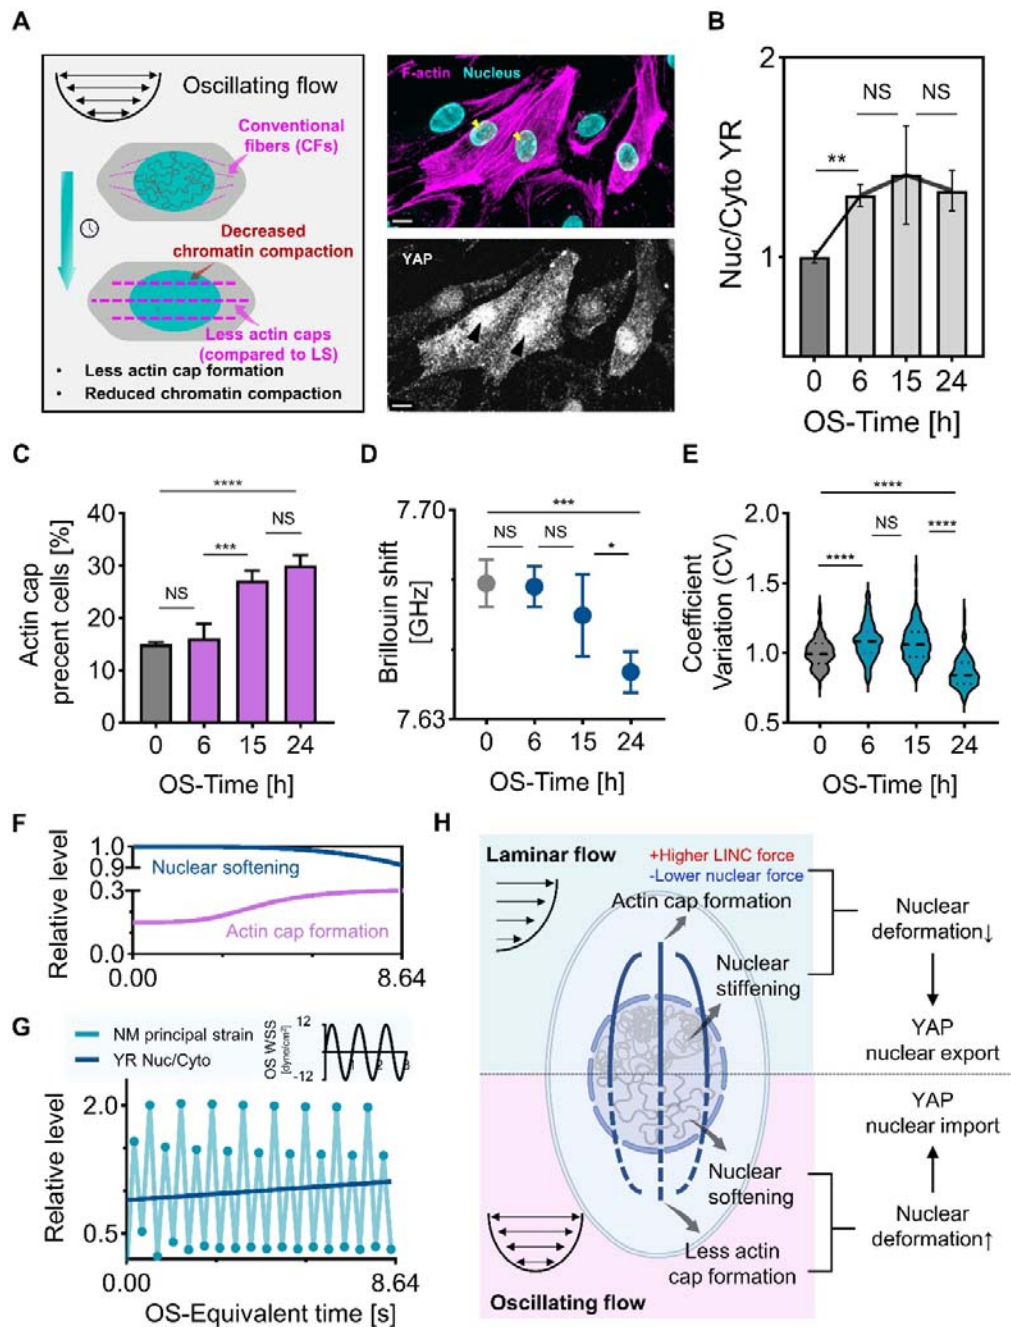 A
Oscillating flow
Conventional
fibers (CFs)
Decreased
chromatin compaction
Less actin caps
(compared to LS)
• Less actin cap formation
• Reduced chromatin compaction
F-actin Nucleus
YAP
B
Nuc/Cyto YR
2
1
NS NS
**
0 6 15 24
OS-Time [h]
C
Actin cap
precent cells [%]
40
30
20
10
0
****
NS
***
NS
0 6 15 24
OS-Time [h]
D
Brillouin shift
[GHz]
7.70
7.63
***
NS NS
*
0 6 15 24
OS-Time [h]
E
Coefficient
Variation (CV)
2.0
1.5
1.0
0.5
****
NS ****
****
0 6 15 24
OS-Time [h]
F
Relative level
1.0
0.9
0.3
0.0
Nuclear softening
Actin cap formation
0.00 8.64
G
NM principal strain
YR Nuc/Cyto
OS WSS
[dyne/cm²]
12
-12
1 2 3
Relative level
2.0
0.5
0.00 8.64
OS-Equivalent time [s]
H
Laminar flow
+Higher LINC force
-Lower nuclear force
Actin cap formation
Nuclear
stiffening
Nuclear
deformation↓
YAP
nuclear export
YAP
nuclear import
Nuclear
softening
Nuclear
deformation↑
Less actin
cap formation
Oscillating flow